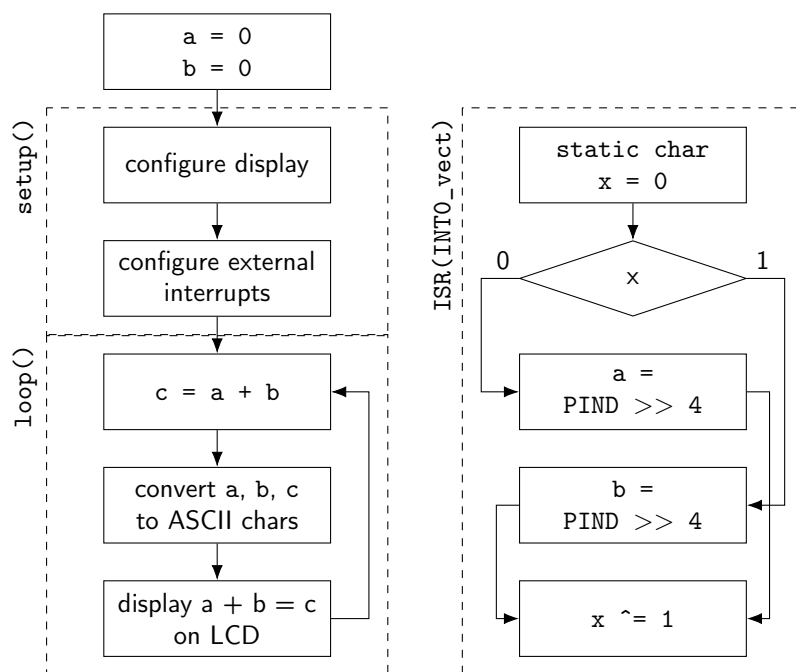 a = 0
b = 0
setup()
configure display
configure external
interrupts
loop()
c = a + b
convert a, b, c
to ASCII chars
display a + b = c
on LCD
ISR(INT0_vect)
static char
x = 0
0
x
1
a =
PIND >> 4
b =
PIND >> 4
x ^= 1